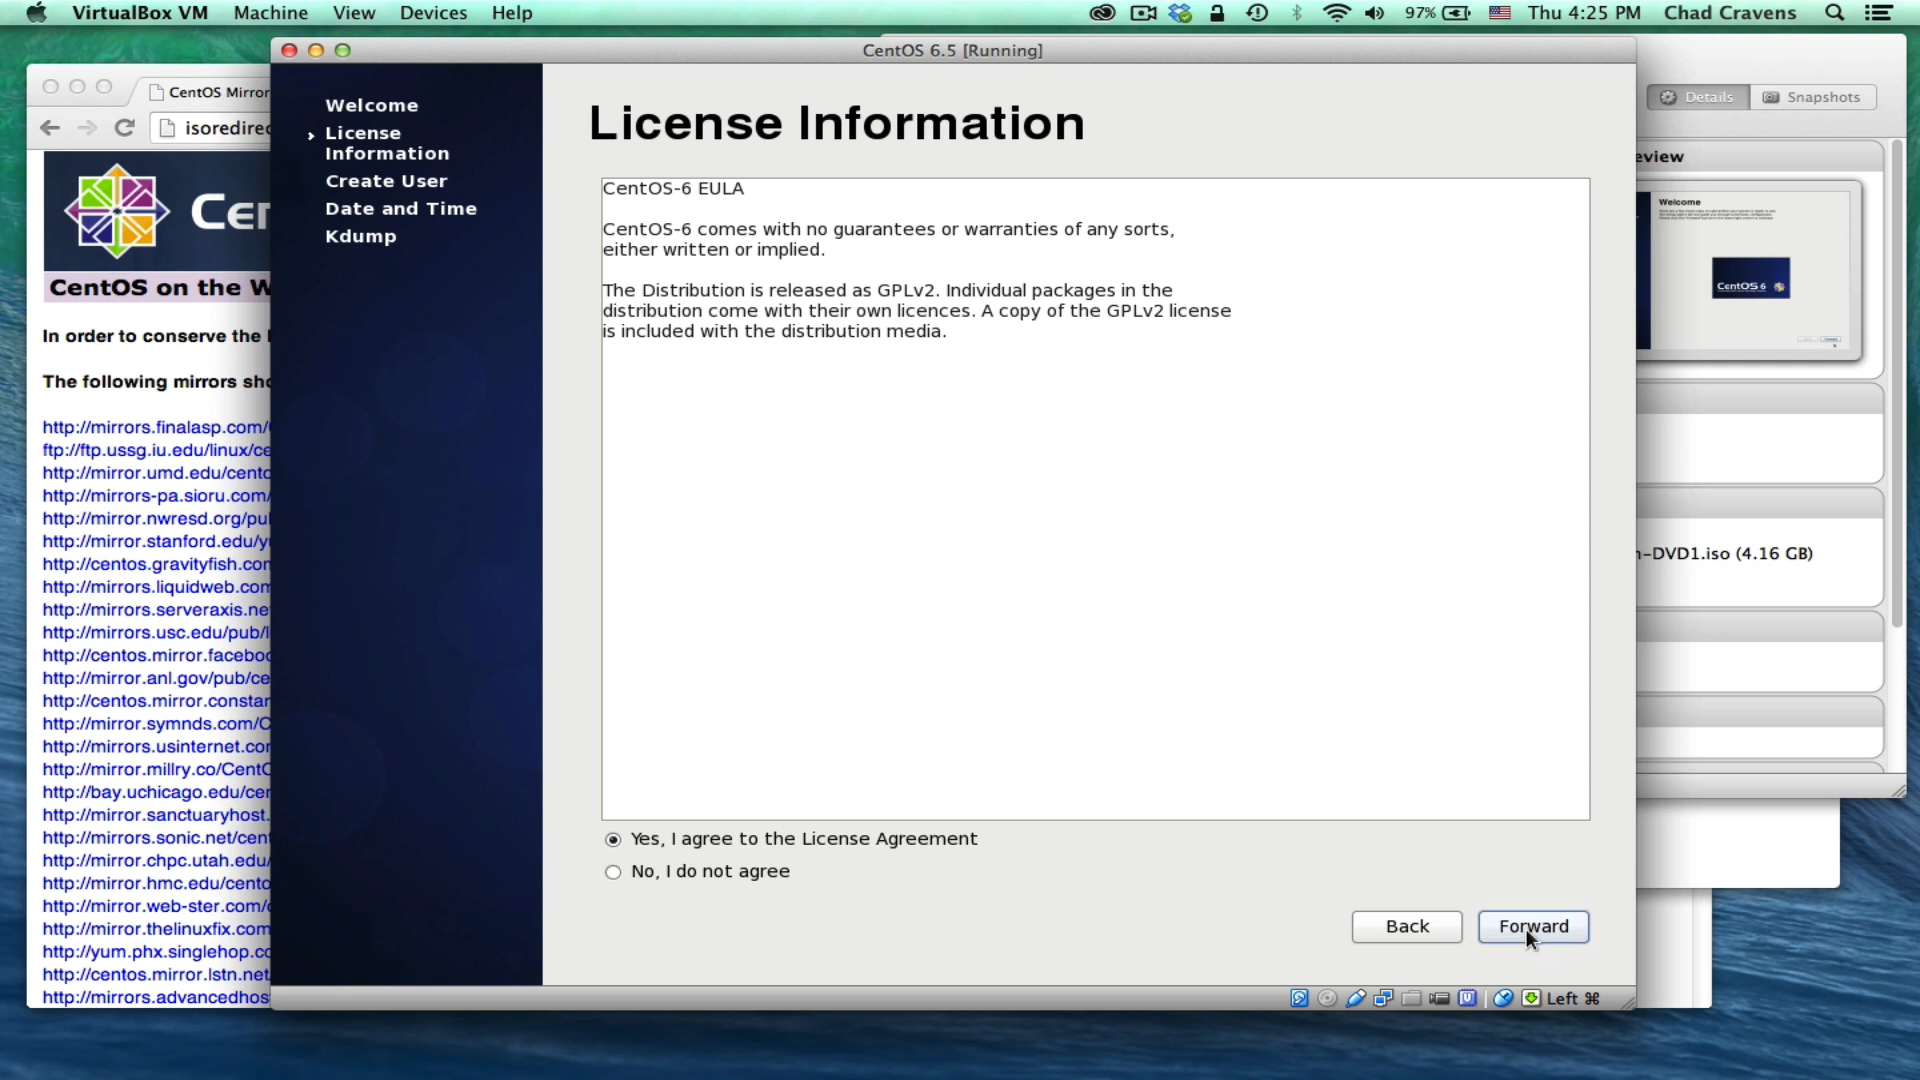 VirtualBox VM Machine View Devices Help
97% Thu 4:25 PM Chad Cravens
CentOS 6.5 [Running]
CentOS Mirror
isoredirec
Cen
CentOS on the W
In order to conserve the
The following mirrors sho
http://mirrors.finalasp.com/
ftp://ftp.ussg.iu.edu/linux/ce
http://mirror.umd.edu/cento
http://mirrors-pa.sioru.com/
http://mirror.nwresd.org/pu
http://mirror.stanford.edu/y
http://centos.gravityfish.con
http://mirrors.liquidweb.com
http://mirrors.serveraxis.ne
http://mirrors.usc.edu/pub/l
http://centos.mirror.faceboo
http://mirror.anl.gov/pub/ce
http://centos.mirror.constan
http://mirror.symnds.com/C
http://mirrors.usinternet.co
http://mirror.millry.co/CentO
http://bay.uchicago.edu/cer
http://mirror.sanctuaryhost.
http://mirrors.sonic.net/cent
http://mirror.chpc.utah.edu/
http://mirror.hmc.edu/cento
http://mirror.web-ster.com/
http://mirror.thelinuxfix.com
http://yum.phx.singlehop.co
http://centos.mirror.lstn.net
http://mirrors.advancedhos
Welcome
License
Information
Create User
Date and Time
Kdump
License Information
CentOS-6 EULA
CentOS-6 comes with no guarantees or warranties of any sorts,
either written or implied.
The Distribution is released as GPLv2. Individual packages in the
distribution come with their own licences. A copy of the GPLv2 license
is included with the distribution media.
Yes, I agree to the License Agreement
No, I do not agree
Back Forward
Left ⌘
Details Snapshots
eview
Welcome
CentOS 6
n-DVD1.iso (4.16 GB)